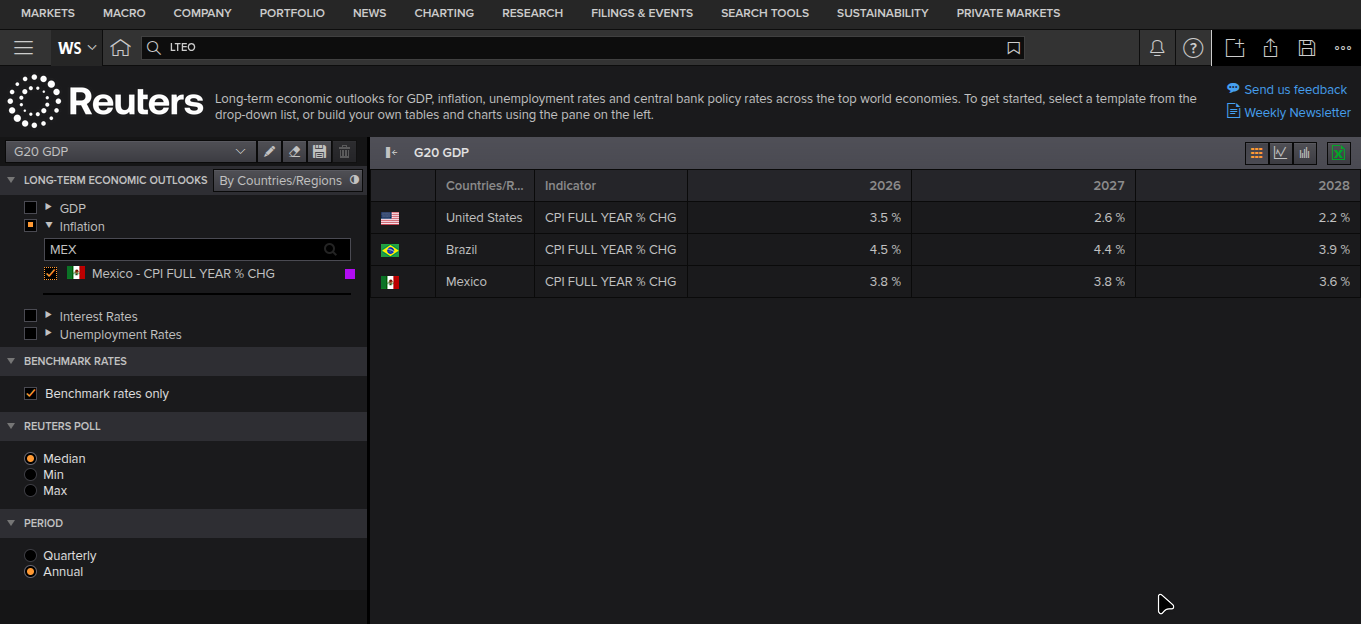 MARKETS MACRO COMPANY PORTFOLIO NEWS CHARTING RESEARCH FILINGS & EVENTS SEARCH TOOLS SUSTAINABILITY PRIVATE MARKETS
WS LTEO
Reuters
Long-term economic outlooks for GDP, inflation, unemployment rates and central bank policy rates across the top world economies. To get started, select a template from the
drop-down list, or build your own tables and charts using the pane on the left.
Send us feedback
Weekly Newsletter
G20 GDP
LONG-TERM ECONOMIC OUTLOOKS By Countries/Regions
GDP
Inflation
MEX
Mexico - CPI FULL YEAR % CHG
Interest Rates
Unemployment Rates
BENCHMARK RATES
Benchmark rates only
REUTERS POLL
Median
Min
Max
PERIOD
Quarterly
Annual
G20 GDP
Countries/R... Indicator 2026 2027 2028
United States CPI FULL YEAR % CHG 3.5 % 2.6 % 2.2 %
Brazil CPI FULL YEAR % CHG 4.5 % 4.4 % 3.9 %
Mexico CPI FULL YEAR % CHG 3.8 % 3.8 % 3.6 %